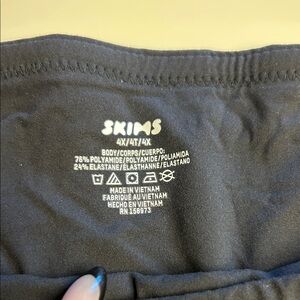 SKIMS
4X/4T/4X
BODY/CORPS/CUERPO:
76% POLYAMIDE/POLYAMIDE/POLIAMIDA
24% ELASTANE/ÉLASTHANNE/ELASTANO
MADE IN VIETNAM
FABRIQUÉ AU VIETNAM
HECHO EN VIETNAM
RN 158973